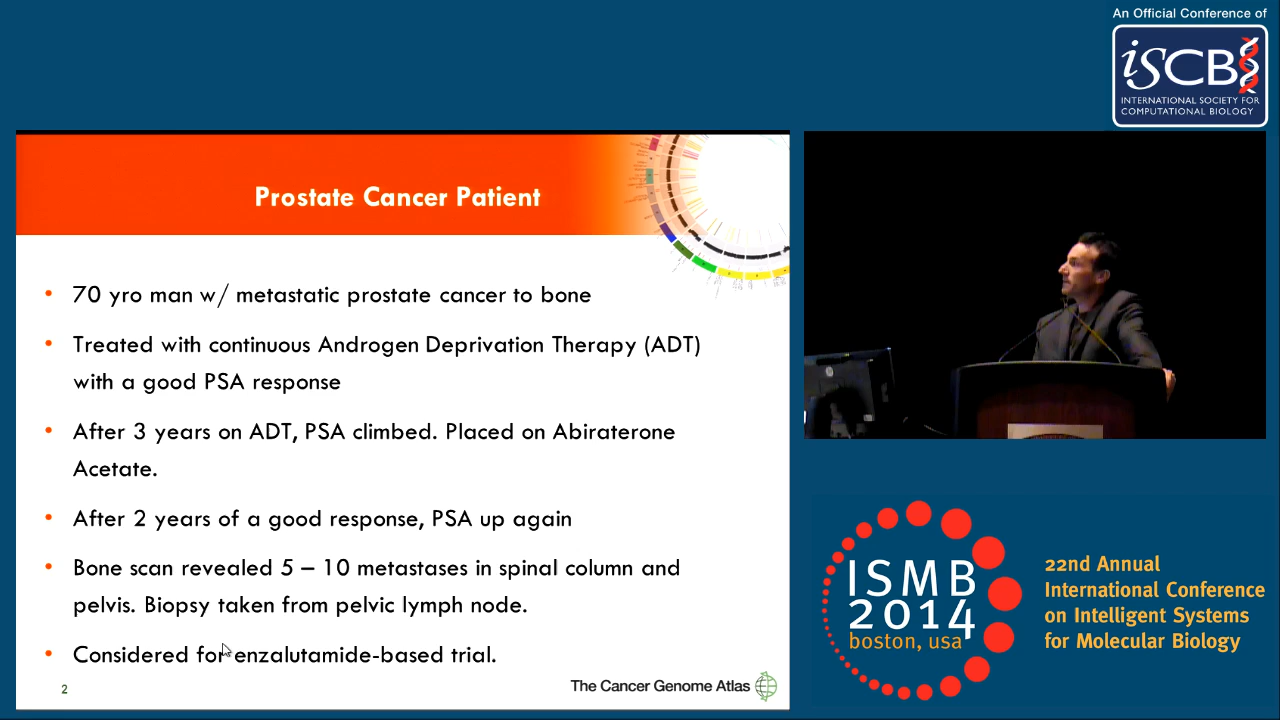 An Official Conference of
iSCB
INTERNATIONAL SOCIETY FOR
COMPUTATIONAL BIOLOGY
Prostate Cancer Patient
• 70 yro man w/ metastatic prostate cancer to bone
• Treated with continuous Androgen Deprivation Therapy (ADT)
with a good PSA response
• After 3 years on ADT, PSA climbed. Placed on Abiraterone
Acetate.
• After 2 years of a good response, PSA up again
• Bone scan revealed 5 – 10 metastases in spinal column and
pelvis. Biopsy taken from pelvic lymph node.
• Considered for enzalutamide-based trial.
2
The Cancer Genome Atlas
ISMB
2014
boston, usa
22nd Annual
International Conference
on Intelligent Systems
for Molecular Biology